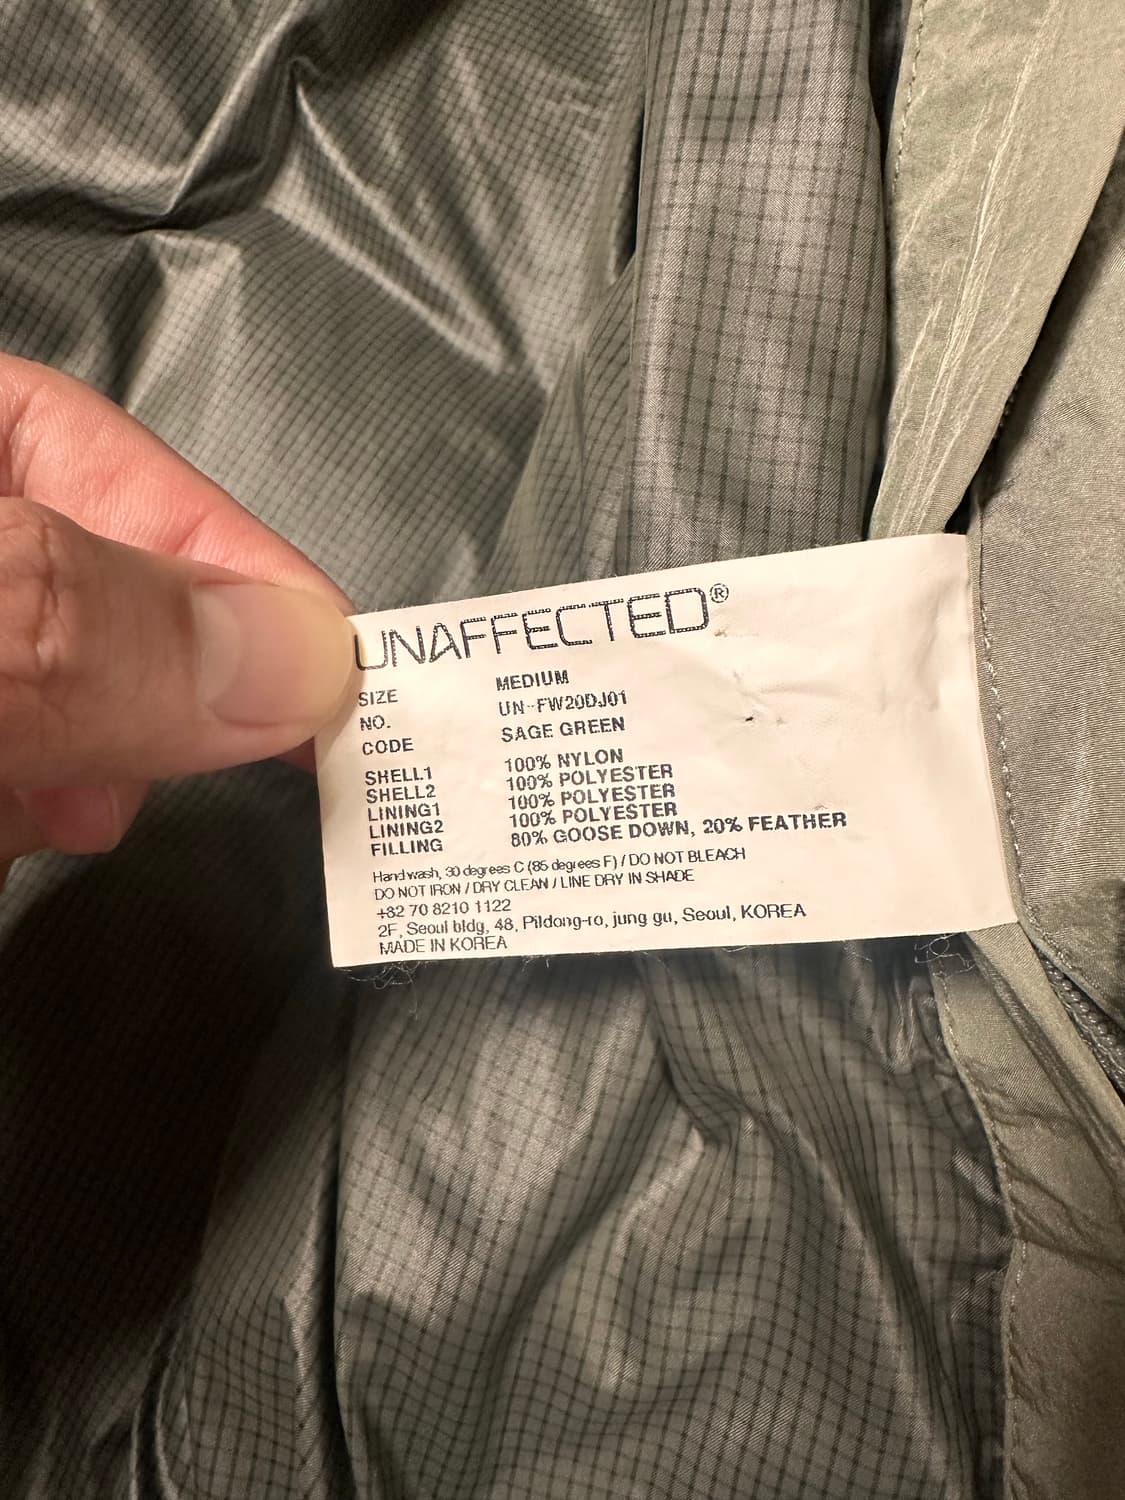 UNAFFECTED®
SIZE MEDIUM
NO. UN-FW20DJ01
CODE SAGE GREEN
SHELL1 100% NYLON
SHELL2 100% POLYESTER
LINING1 100% POLYESTER
LINING2 100% POLYESTER
FILLING 80% GOOSE DOWN, 20% FEATHER
Handwash, 30 degrees C (85 degrees F) / DO NOT BLEACH
DO NOT IRON / DRY CLEAN / LINE DRY IN SHADE
+82 70 8210 1122
2F, Seoul bldg, 48, Pildong-ro, jung gu, Seoul, KOREA
MADE IN KOREA